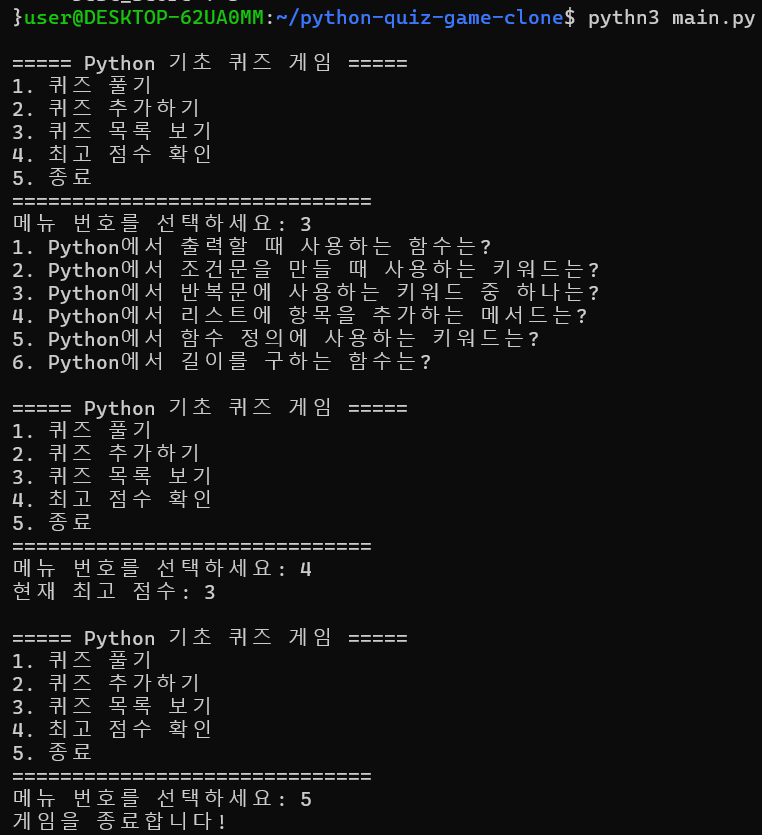 }user@DESKTOP-62UA0MM:~/python-quiz-game-clone$ pythn3 main.py
===== Python 기초 퀴즈 게임 =====
1. 퀴즈 풀기
2. 퀴즈 추가하기
3. 퀴즈 목록 보기
4. 최고 점수 확인
5. 종료
==============================
메뉴 번호를 선택하세요: 3
1. Python에서 출력할 때 사용하는 함수는?
2. Python에서 조건문을 만들 때 사용하는 키워드는?
3. Python에서 반복문에 사용하는 키워드 중 하나는?
4. Python에서 리스트에 항목을 추가하는 메서드는?
5. Python에서 함수 정의에 사용하는 키워드는?
6. Python에서 길이를 구하는 함수는?
===== Python 기초 퀴즈 게임 =====
1. 퀴즈 풀기
2. 퀴즈 추가하기
3. 퀴즈 목록 보기
4. 최고 점수 확인
5. 종료
==============================
메뉴 번호를 선택하세요: 4
현재 최고 점수: 3
===== Python 기초 퀴즈 게임 =====
1. 퀴즈 풀기
2. 퀴즈 추가하기
3. 퀴즈 목록 보기
4. 최고 점수 확인
5. 종료
==============================
메뉴 번호를 선택하세요: 5
게임을 종료합니다!